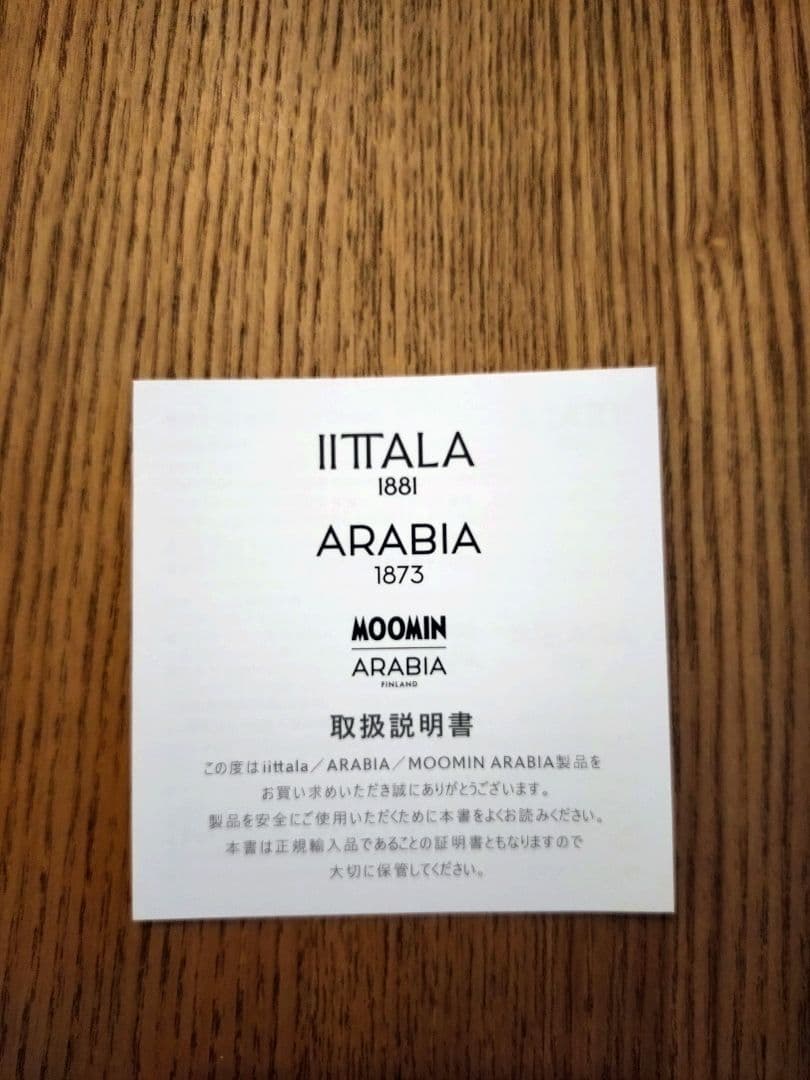 IITTALA
1881
ARABIA
1873
MOOMIN
ARABIA
FINLAND
取扱説明書
この度はiittala／ARABIA／MOOMIN ARABIA製品を
お買い求めいただき誠にありがとうございます。
製品を安全にご使用いただくために本書をよくお読みください。
本書は正規輸入品であることの証明書ともなりますので
大切に保管してください。